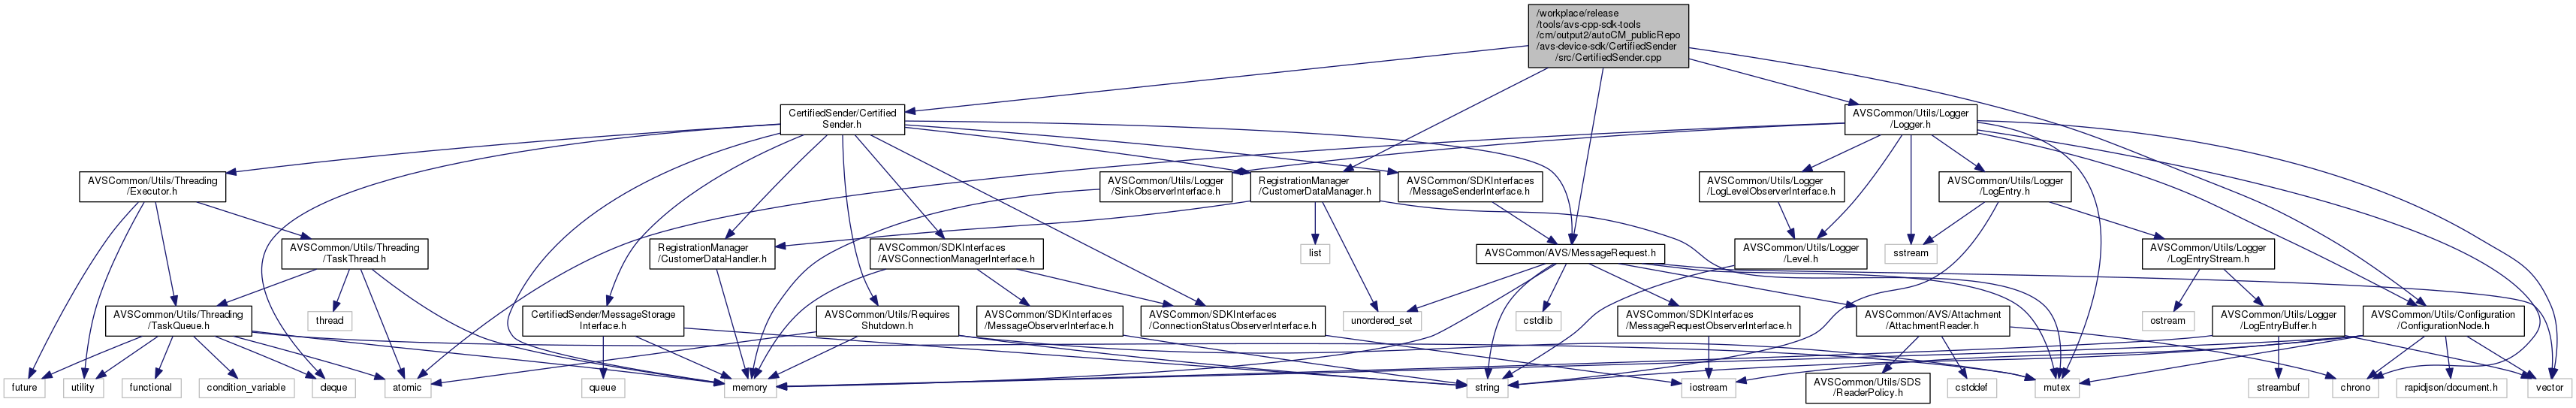 /workplace/release
/tools/avs-cpp-sdk-tools
/cm/output2/autoCM_publicRepo
/avs-device-sdk/CertifiedSender
/src/CertifiedSender.cpp
CertifiedSender/Certified
Sender.h
AVSCommon/Utils/Logger
/Logger.h
AVSCommon/Utils/Threading
/Executor.h
AVSCommon/Utils/Logger
/SinkObserverInterface.h
RegistrationManager
/CustomerDataManager.h
AVSCommon/SDKInterfaces
/MessageSenderInterface.h
AVSCommon/Utils/Logger
/LogLevelObserverInterface.h
AVSCommon/Utils/Logger
/LogEntry.h
AVSCommon/Utils/Threading
/TaskThread.h
RegistrationManager
/CustomerDataHandler.h
AVSCommon/SDKInterfaces
/AVSConnectionManagerInterface.h
list
AVSCommon/AVS/MessageRequest.h
AVSCommon/Utils/Logger
/Level.h
sstream
AVSCommon/Utils/Logger
/LogEntryStream.h
AVSCommon/Utils/Threading
/TaskQueue.h
thread
CertifiedSender/MessageStorage
Interface.h
AVSCommon/Utils/Requires
Shutdown.h
AVSCommon/SDKInterfaces
/MessageObserverInterface.h
AVSCommon/SDKInterfaces
/ConnectionStatusObserverInterface.h
unordered_set
cstdlib
AVSCommon/SDKInterfaces
/MessageRequestObserverInterface.h
AVSCommon/AVS/Attachment
/AttachmentReader.h
ostream
AVSCommon/Utils/Logger
/LogEntryBuffer.h
AVSCommon/Utils/Configuration
/ConfigurationNode.h
future
utility
functional
condition_variable
deque
atomic
queue
memory
string
iostream
AVSCommon/Utils/SDS
/ReaderPolicy.h
cstddef
mutex
streambuf
chrono
rapidjson/document.h
vector